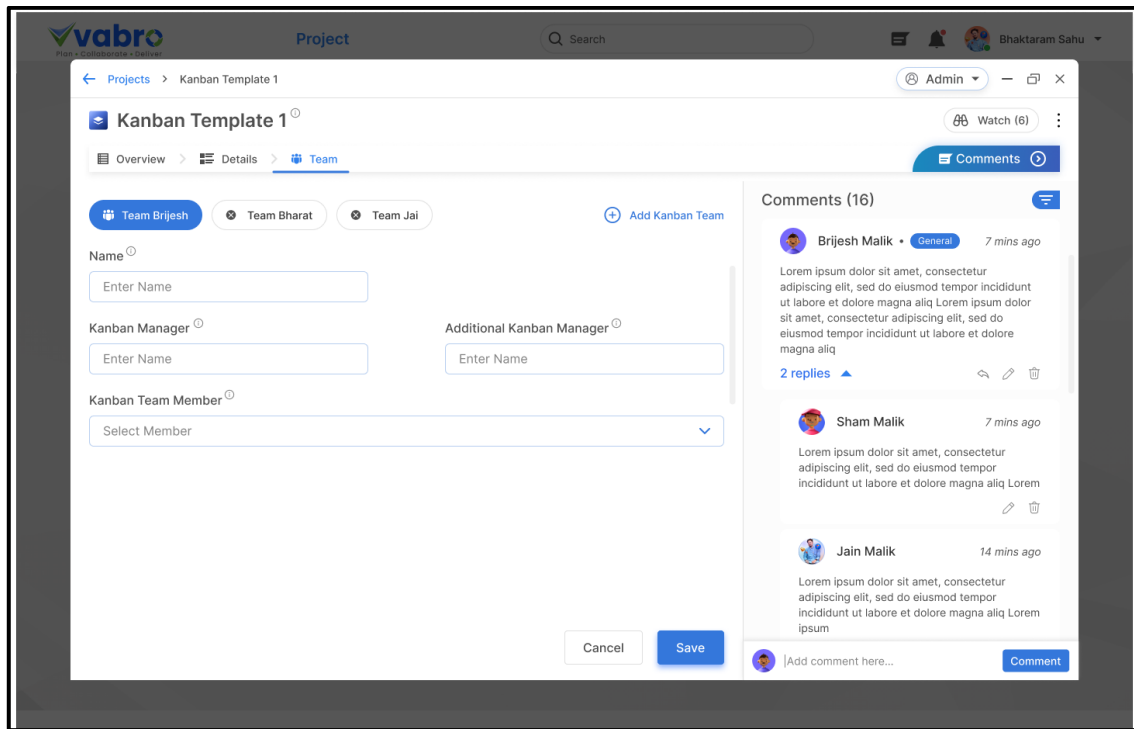 vabro
Plan • Collaborate • Deliver
Project
Search
Bhaktaram Sahu
Projects > Kanban Template 1
Admin
Kanban Template 1
Watch (6)
Overview > Details > Team
Comments
Team Brijesh
Team Bharat
Team Jai
Add Kanban Team
Name
Enter Name
Kanban Manager
Additional Kanban Manager
Enter Name
Enter Name
Kanban Team Member
Select Member
Cancel
Save
Comments (16)
Brijesh Malik • General 7 mins ago
Lorem ipsum dolor sit amet, consectetur
adipiscing elit, sed do eiusmod tempor incididunt
ut labore et dolore magna aliq Lorem ipsum dolor
sit amet, consectetur adipiscing elit, sed do
eiusmod tempor incididunt ut labore et dolore
magna aliq
2 replies
Sham Malik 7 mins ago
Lorem ipsum dolor sit amet, consectetur
adipiscing elit, sed do eiusmod tempor
incididunt ut labore et dolore magna aliq Lorem
Jain Malik 14 mins ago
Lorem ipsum dolor sit amet, consectetur
adipiscing elit, sed do eiusmod tempor
incididunt ut labore et dolore magna aliq Lorem
ipsum
Add comment here...
Comment